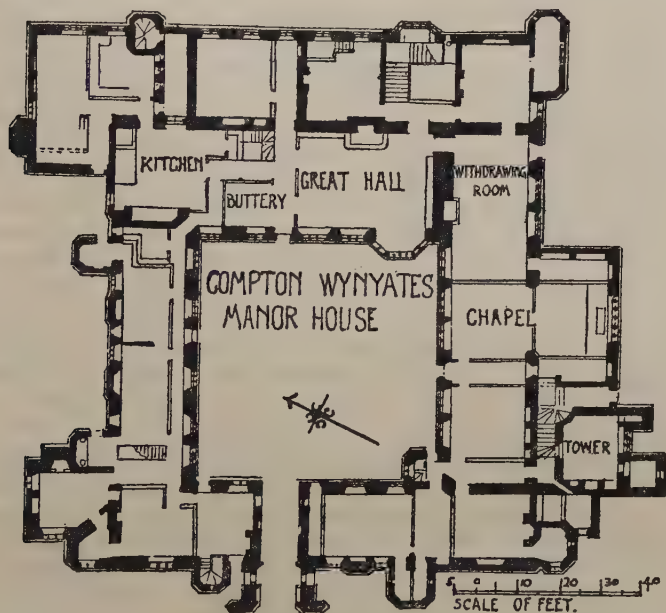 KITCHEN
BUTTERY
GREAT HALL
WITHDRAWING
ROOM
COMPTON WYNYATES
MANOR HOUSE
CHAPEL
TOWER
5 0 10 20 30 40
SCALE OF FEET.